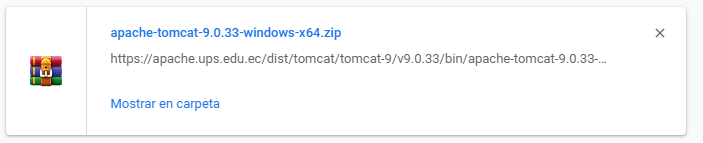 apache-tomcat-9.0.33-windows-x64.zip
https://apache.ups.edu.ec/dist/tomcat/tomcat-9/v9.0.33/bin/apache-tomcat-9.0.33-...
Mostrar en carpeta